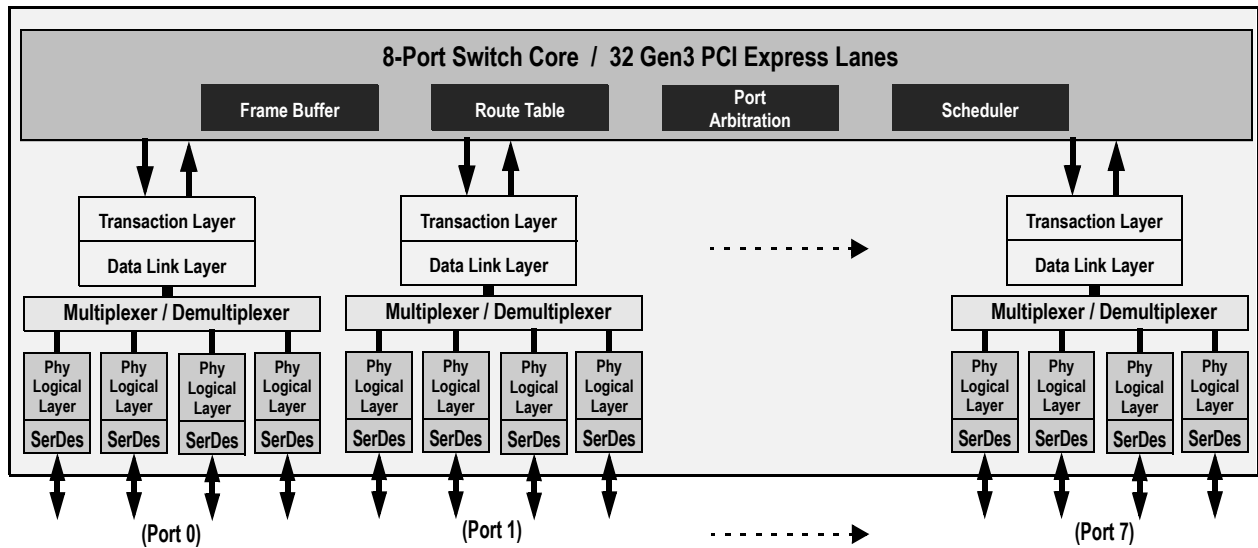 8-Port Switch Core / 32 Gen3 PCI Express Lanes
Frame Buffer
Route Table
Port
Arbitration
Scheduler
Transaction Layer
Data Link Layer
Multiplexer / Demultiplexer
Phy
Logical
Layer
SerDes
Phy
Logical
Layer
SerDes
Phy
Logical
Layer
SerDes
Phy
Logical
Layer
SerDes
(Port 0)
Transaction Layer
Data Link Layer
Multiplexer / Demultiplexer
Phy
Logical
Layer
SerDes
Phy
Logical
Layer
SerDes
Phy
Logical
Layer
SerDes
Phy
Logical
Layer
SerDes
(Port 1)
Transaction Layer
Data Link Layer
Multiplexer / Demultiplexer
Phy
Logical
Layer
SerDes
Phy
Logical
Layer
SerDes
Phy
Logical
Layer
SerDes
Phy
Logical
Layer
SerDes
(Port 7)